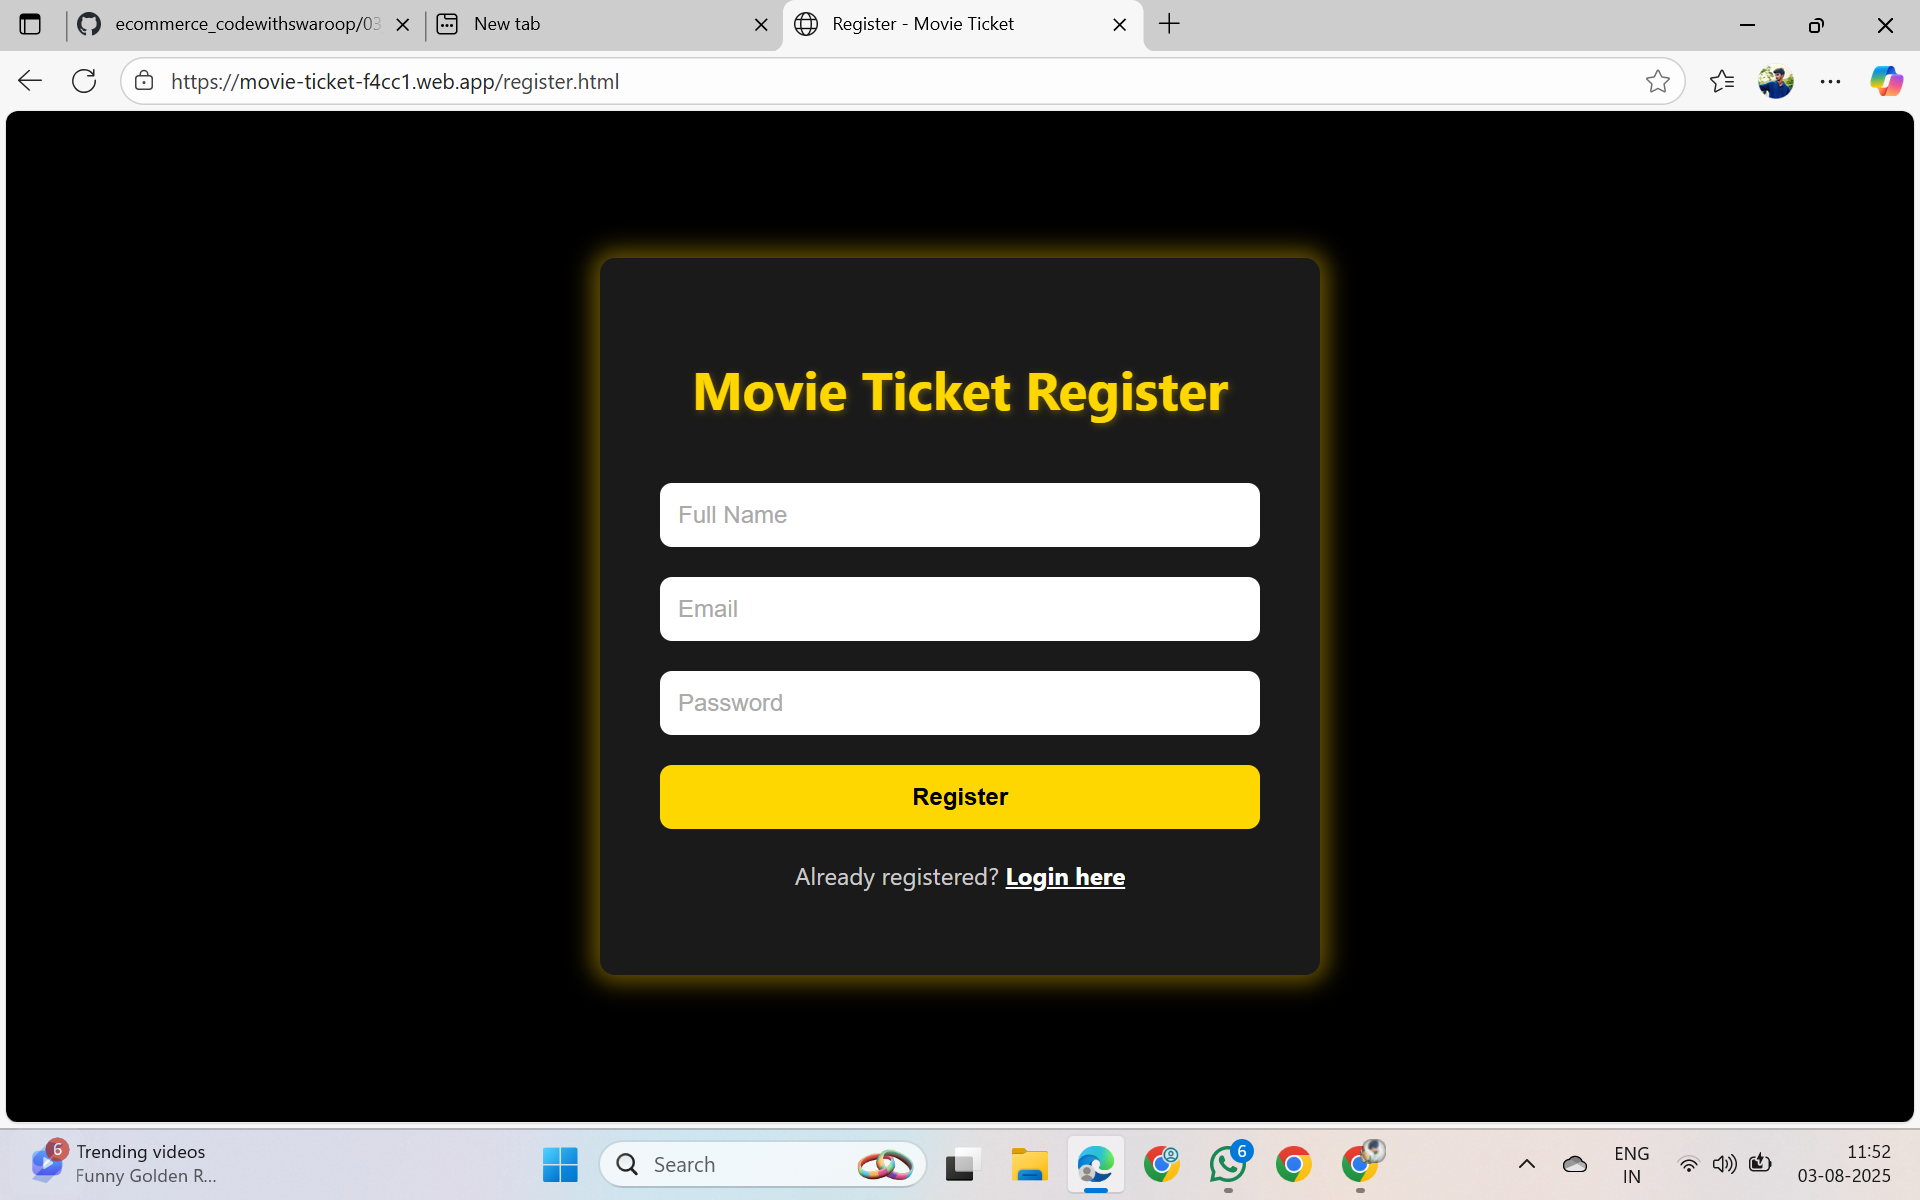 ecommerce_codewithswaroop/03
New tab
Register - Movie Ticket
https://movie-ticket-f4cc1.web.app/register.html
Movie Ticket Register
Full Name
Email
Password
Register
Already registered? Login here
6
Trending videos
Funny Golden R...
Search
6
ENG
IN
11:52
03-08-2025